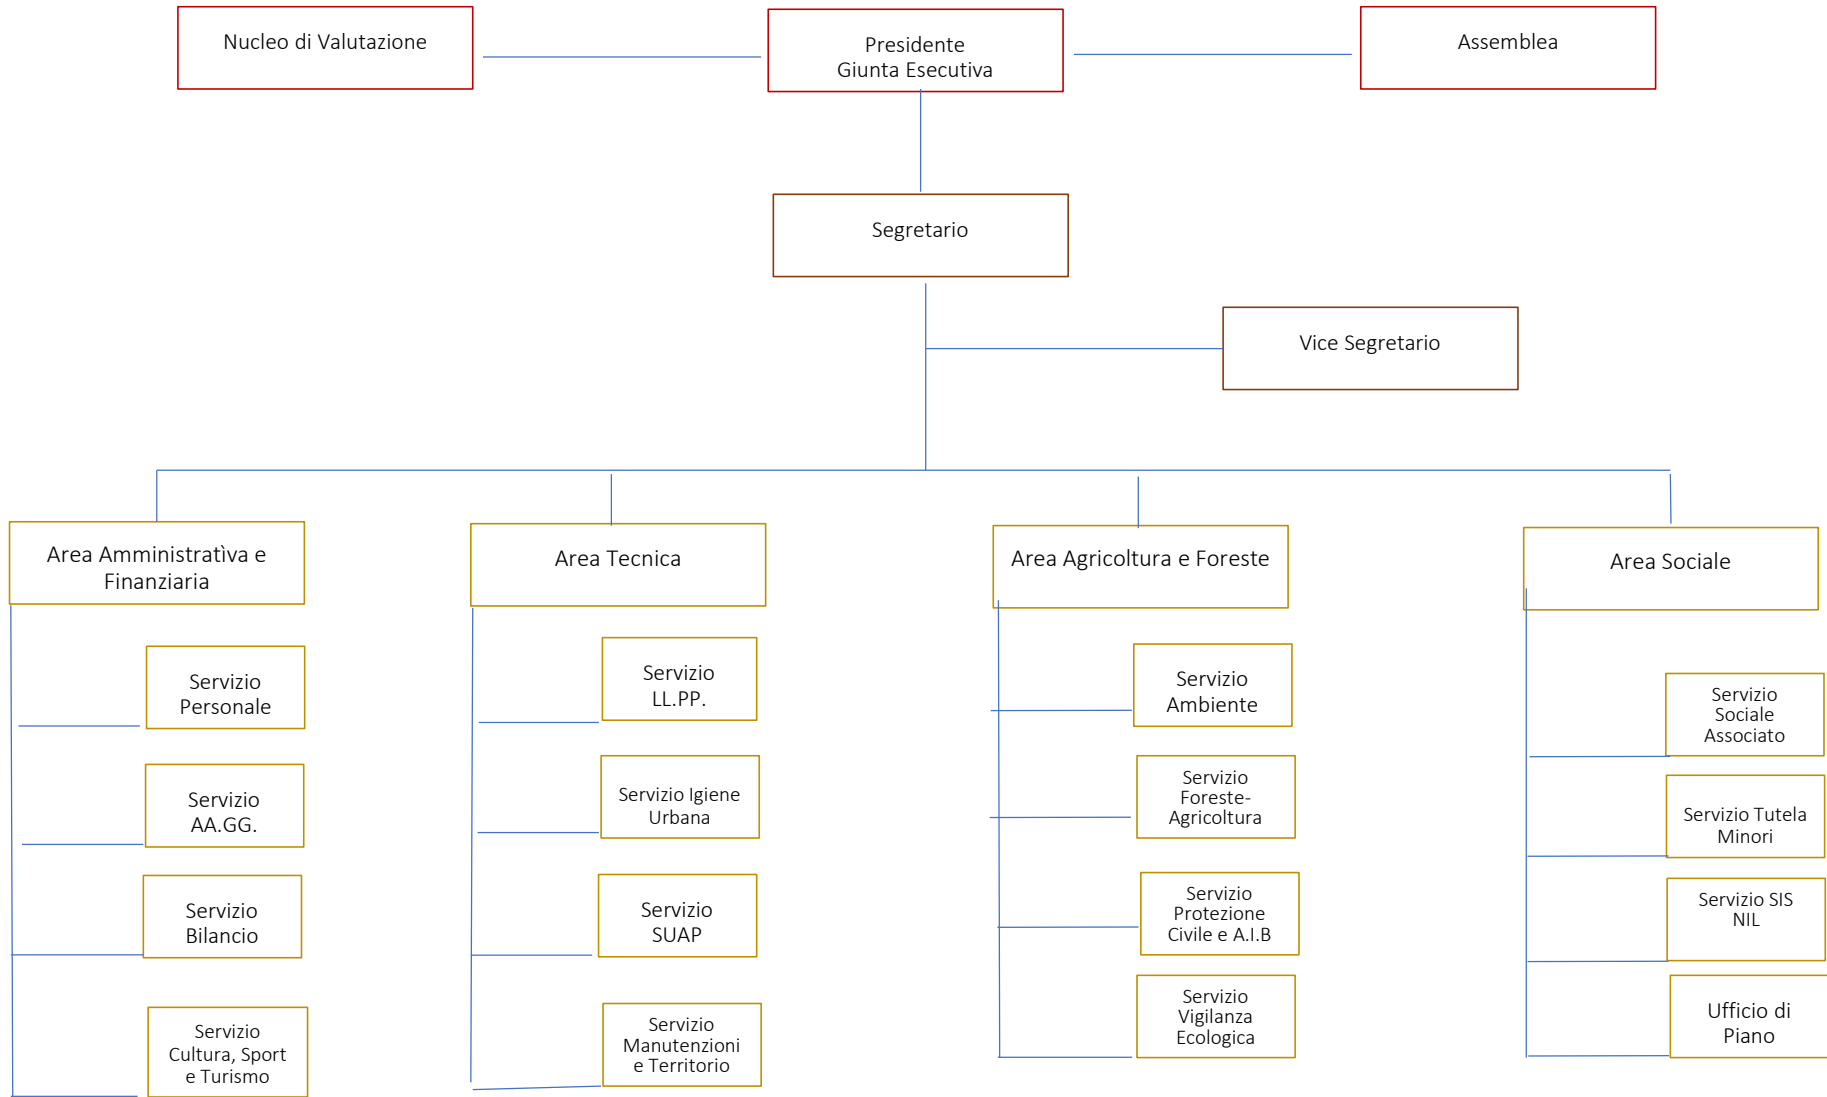 Nucleo di Valutazione
Presidente
Giunta Esecutiva
Assemblea
Segretario
Vice Segretario
Area Amministratìva e
Finanziaria
Servizio
Personale
Servizio
AA.GG.
Servizio
Bilancio
Servizio
Cultura, Sport
e Turismo
Area Tecnica
Servizio
LL.PP.
Servizio Igiene
Urbana
Servizio
SUAP
Servizio
Manutenzioni
e Territorio
Area Agricoltura e Foreste
Servizio
Ambiente
Servizio
Foreste-
Agricoltura
Servizio
Protezione
Civile e A.I.B
Servizio
Vigilanza
Ecologica
Area Sociale
Servizio
Sociale
Associato
Servizio Tutela
Minori
Servizio SIS
NIL
Ufficio di
Piano